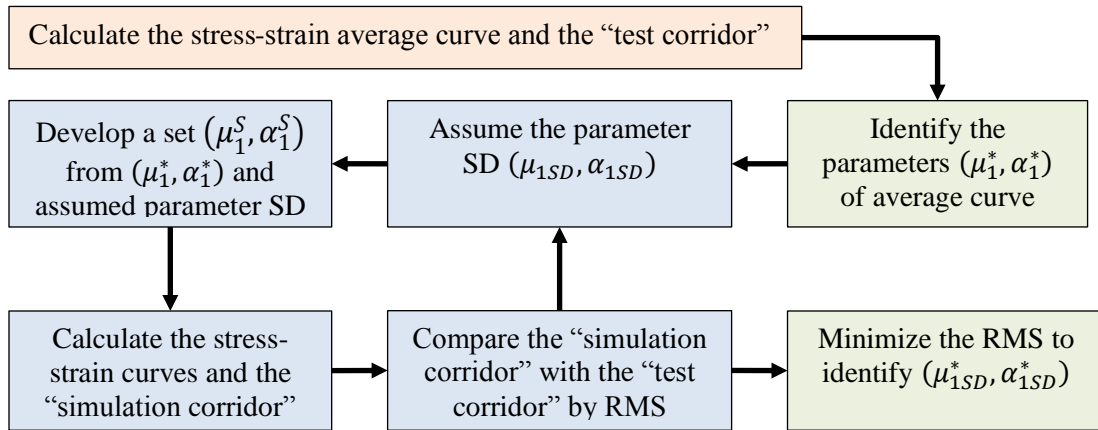 Calculate the stress-strain average curve and the “test corridor”
Identify the
parameters (μ₁*, α₁*)
of average curve
Assume the parameter
SD (μ₁SD, α₁SD)
Develop a set (μ₁ˢ, α₁ˢ)
from (μ₁*, α₁*) and
assumed parameter SD
Calculate the stress-
strain curves and the
“simulation corridor”
Compare the “simulation
corridor” with the “test
corridor” by RMS
Minimize the RMS to
identify (μ*₁SD, α*₁SD)